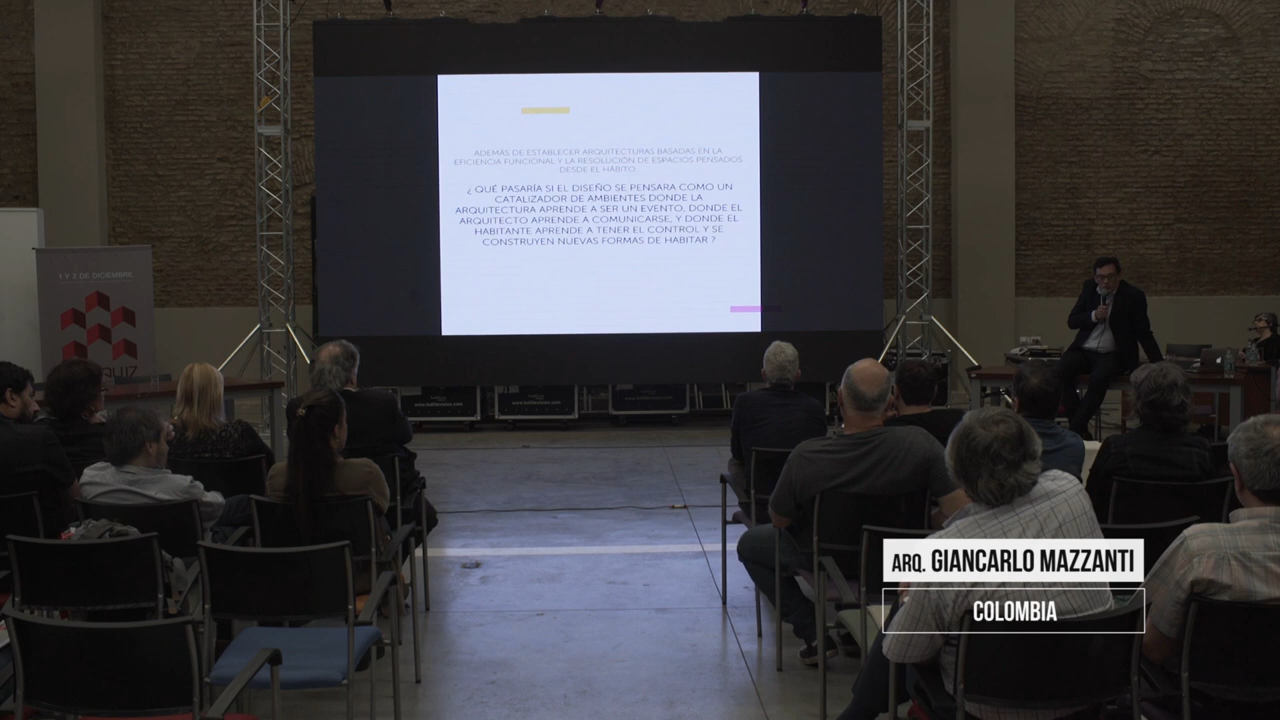 ADEMÁS DE ESTABLECER ARQUITECTURAS BASADAS EN LA
EFICIENCIA FUNCIONAL Y LA RESOLUCIÓN DE ESPACIOS PENSADOS
DESDE EL HÁBITO.
¿ QUÉ PASARÍA SI EL DISEÑO SE PENSARA COMO UN
CATALIZADOR DE AMBIENTES DONDE LA
ARQUITECTURA APRENDE A SER UN EVENTO, DONDE EL
ARQUITECTO APRENDE A COMUNICARSE, Y DONDE EL
HABITANTE APRENDE A TENER EL CONTROL Y SE
CONSTRUYEN NUEVAS FORMAS DE HABITAR ?
1 Y 2 DE DICIEMBRE
ARQ. GIANCARLO MAZZANTI
COLOMBIA